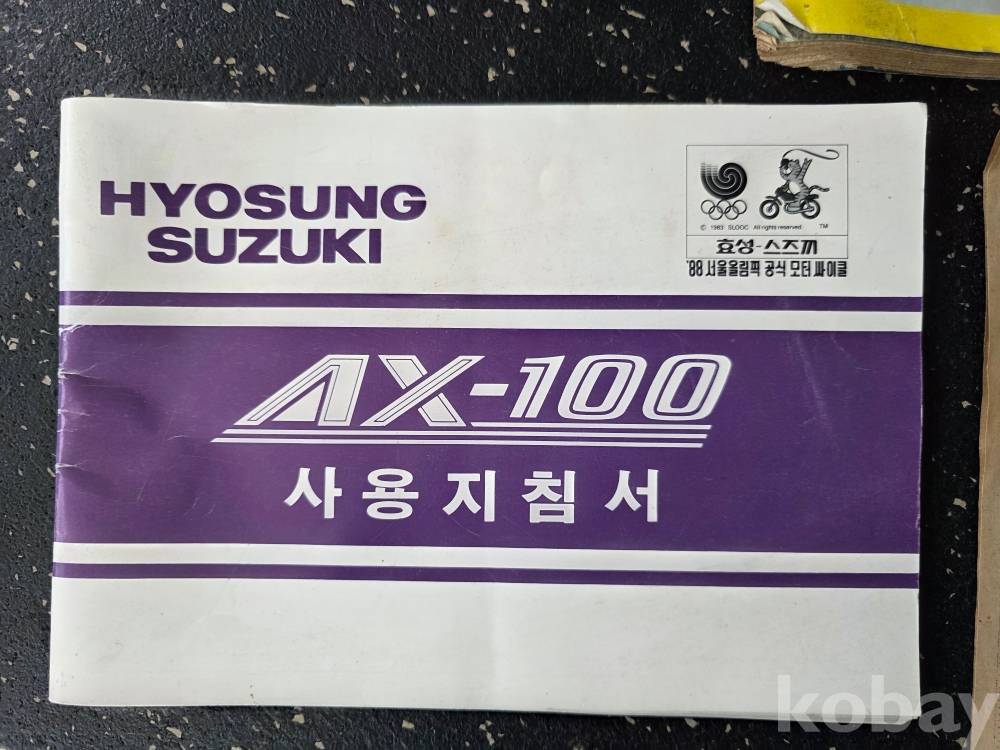 HYOSUNG
SUZUKI
© 1983 SLOOC All rights reserved TM
효성-스즈끼
'88 서울올림픽 공식 모터싸이클
AX-100
사용지침서
kobay